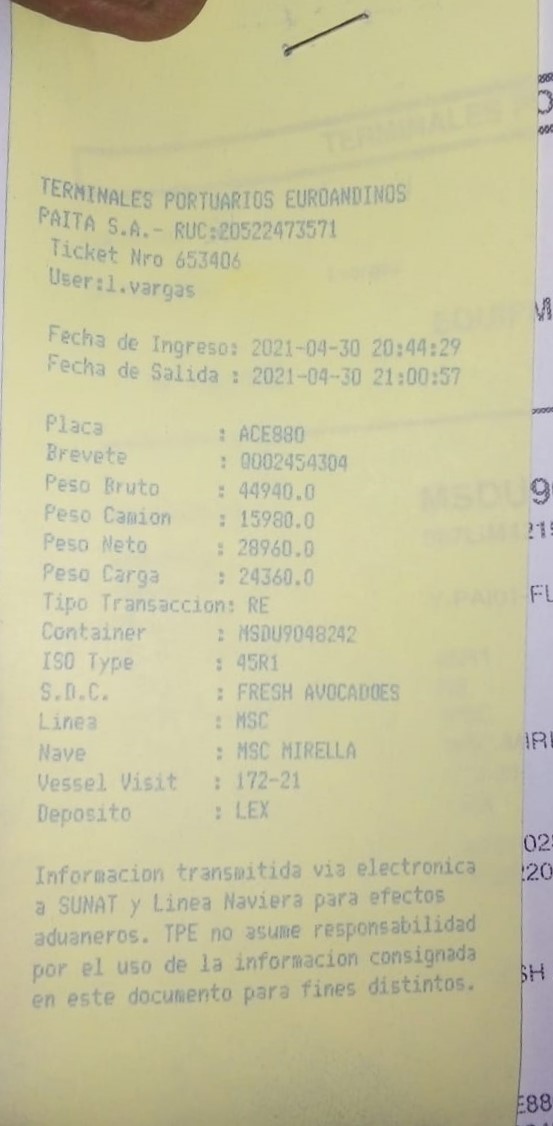 TERMINALES PORTUARIOS EUROANDINOS
PAITA S.A.- RUC:20522473571
Ticket Nro 653406
User:l.vargas
Fecha de Ingreso: 2021-04-30 20:44:29
Fecha de Salida : 2021-04-30 21:00:57
Placa : ACE880
Brevete : Q002454304
Peso Bruto : 44940.0
Peso Camion : 15980.0
Peso Neto : 28960.0
Peso Carga : 24360.0
Tipo Transaccion: RE
Container : MSDU9048242
ISO Type : 45R1
S.D.C. : FRESH AVOCADOES
Linea : MSC
Nave : MSC MIRELLA
Vessel Visit : 172-21
Deposito : LEX
Informacion transmitida via electronica
a SUNAT y Linea Naviera para efectos
aduaneros. TPE no asume responsabilidad
por el uso de la informacion consignada
en este documento para fines distintos.